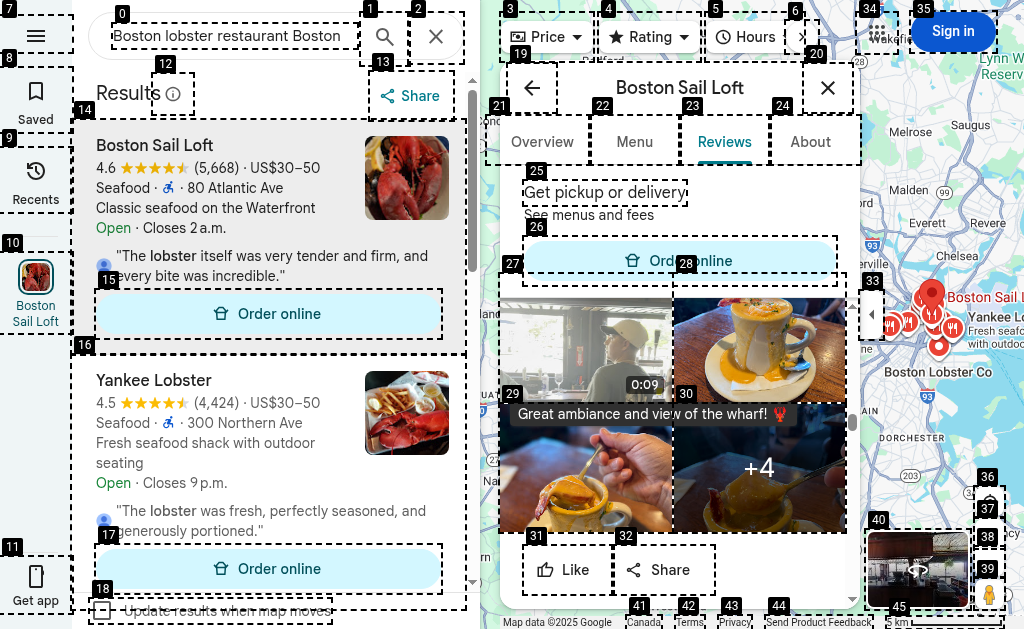 Boston lobster restaurant Boston
Saved
Recents
Boston
Sail Loft
Get app
Results
Share
Boston Sail Loft
4.6 (5,668) · US$30–50
Seafood · · 80 Atlantic Ave
Classic seafood on the Waterfront
Open · Closes 2 a.m.
"The lobster itself was very tender and firm, and
every bite was incredible."
Order online
Yankee Lobster
4.5 (4,424) · US$30–50
Seafood · · 300 Northern Ave
Fresh seafood shack with outdoor
seating
Open · Closes 9 p.m.
"The lobster was fresh, perfectly seasoned, and
generously portioned."
Order online
Update results when map moves
Price
Rating
Hours
Sign in
Boston Sail Loft
Overview
Menu
Reviews
About
Get pickup or delivery
See menus and fees
Order online
0:09
Great ambiance and view of the wharf! 🦞
+4
Like
Share
Melrose
Saugus
Malden
99
Everett
Revere
93
Chelsea
Boston Sail L
Yankee Lo
Fresh seafoo
with outdoo
Boston Lobster Co
93
DORCHESTER
203
Map data ©2025 Google
Canada
Terms
Privacy
Send Product Feedback
5 km
0
1
2
3
4
5
6
7
8
9
10
11
12
13
14
15
16
17
18
19
20
21
22
23
24
25
26
27
28
29
30
31
32
33
34
35
36
37
38
39
40
41
42
43
44
45